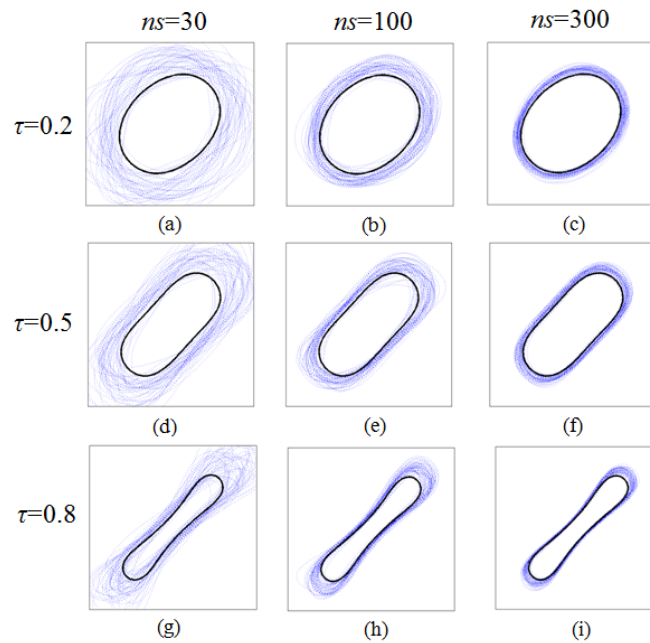 ns=30 ns=100 ns=300
τ=0.2
(a) (b) (c)
τ=0.5
(d) (e) (f)
τ=0.8
(g) (h) (i)